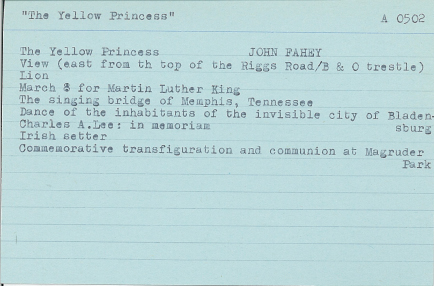 "The Yellow Princess" A 0502
The Yellow Princess JOHN FAHEY
View (east from th top of the Riggs Road/B & O trestle)
Lion
March for Martin Luther King
The singing bridge of Memphis, Tennessee
Dance of the inhabitants of the invisible city of Bladen-
sburg
Charles A.Lee: in memoriam
Irish setter
Commemorative transfiguration and communion at Magruder
Park